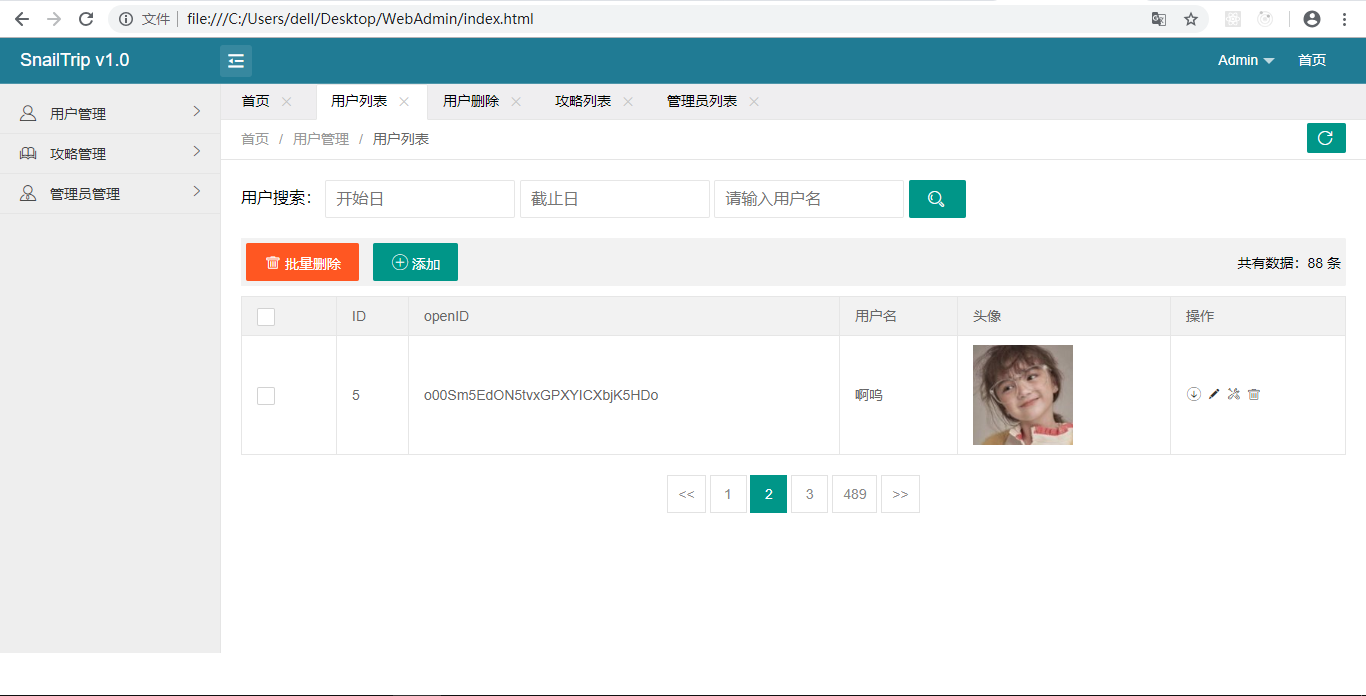 文件 file:///C:/Users/dell/Desktop/WebAdmin/index.html
SnailTrip v1.0 Admin 首页
用户管理
攻略管理
管理员管理
首页 用户列表 用户删除 攻略列表 管理员列表
首页 / 用户管理 / 用户列表
用户搜索： 开始日 截止日 请输入用户名
批量删除 添加 共有数据：88 条
ID openID 用户名 头像 操作
5 o00Sm5EdON5tvxGPXYICXbjK5HDo 啊呜
<< 1 2 3 489 >>